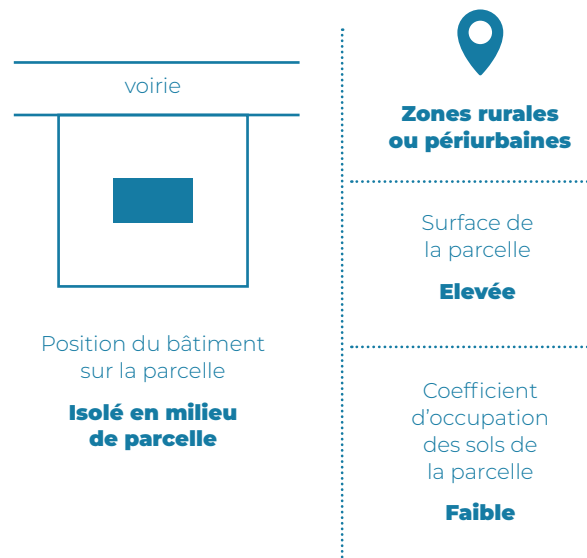 voirie
Position du bâtiment
sur la parcelle
Isolé en milieu
de parcelle
Zones rurales
ou périurbaines
Surface de
la parcelle
Elevée
Coefficient
d’occupation
des sols de
la parcelle
Faible